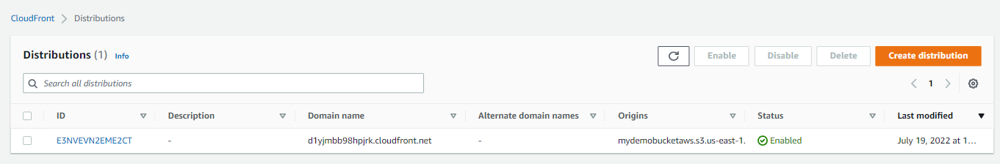 CloudFront > Distributions
Distributions (1) Info
Enable Disable Delete Create distribution
Search all distributions
1
ID Description Domain name Alternate domain names Origins Status Last modified
E3NVEVN2EME2CT - d1yjmbb98hpjrk.cloudfront.net - mydemobucketaws.s3.us-east-1. Enabled July 19, 2022 at 1...